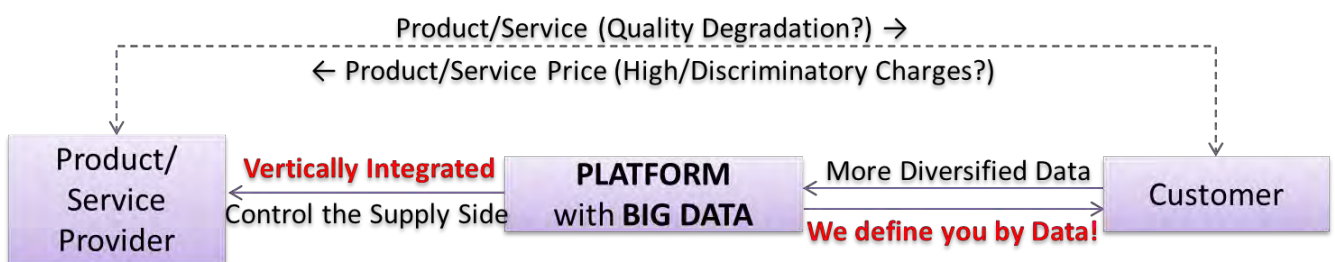 Product/Service (Quality Degradation?) →
← Product/Service Price (High/Discriminatory Charges?)
Product/
Service
Provider
Vertically Integrated
Control the Supply Side
PLATFORM
with BIG DATA
More Diversified Data
We define you by Data!
Customer